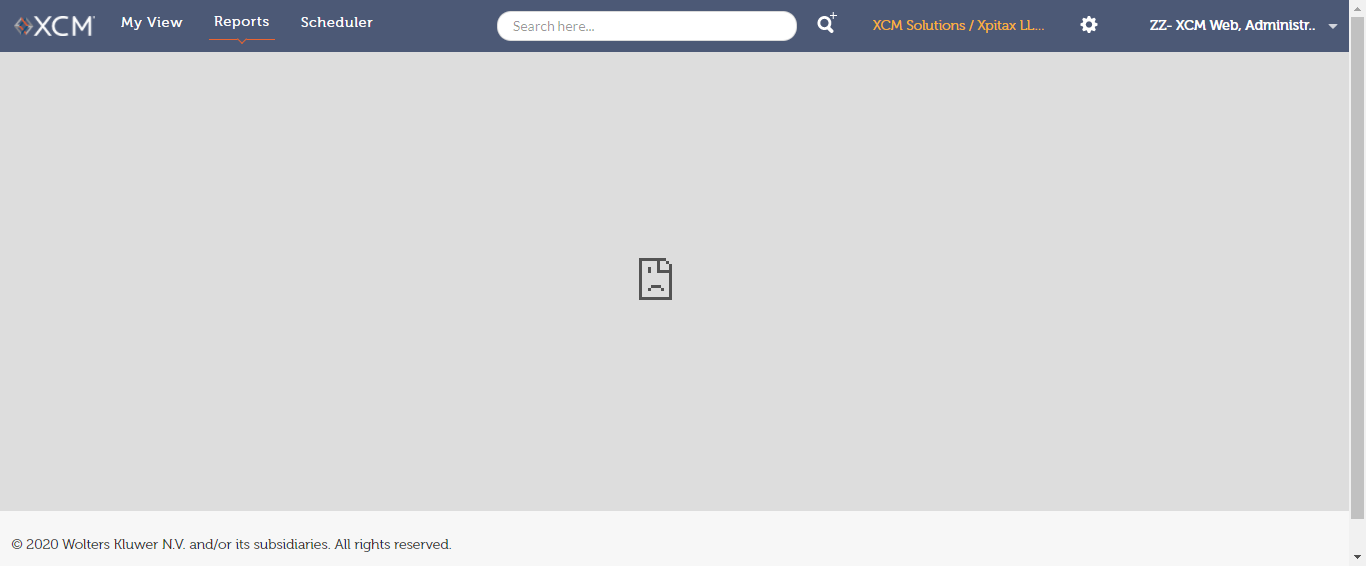 XCM
My View
Reports
Scheduler
Search here...
XCM Solutions / Xpitax LL...
ZZ- XCM Web, Administr..
© 2020 Wolters Kluwer N.V. and/or its subsidiaries. All rights reserved.